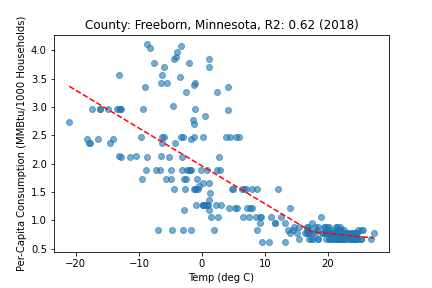 County: Freeborn, Minnesota, R2: 0.62 (2018)
Per-Capita Consumption (MMBtu/1000 Households)
4.0
3.5
3.0
2.5
2.0
1.5
1.0
0.5
−20 −10 0 10 20
Temp (deg C)